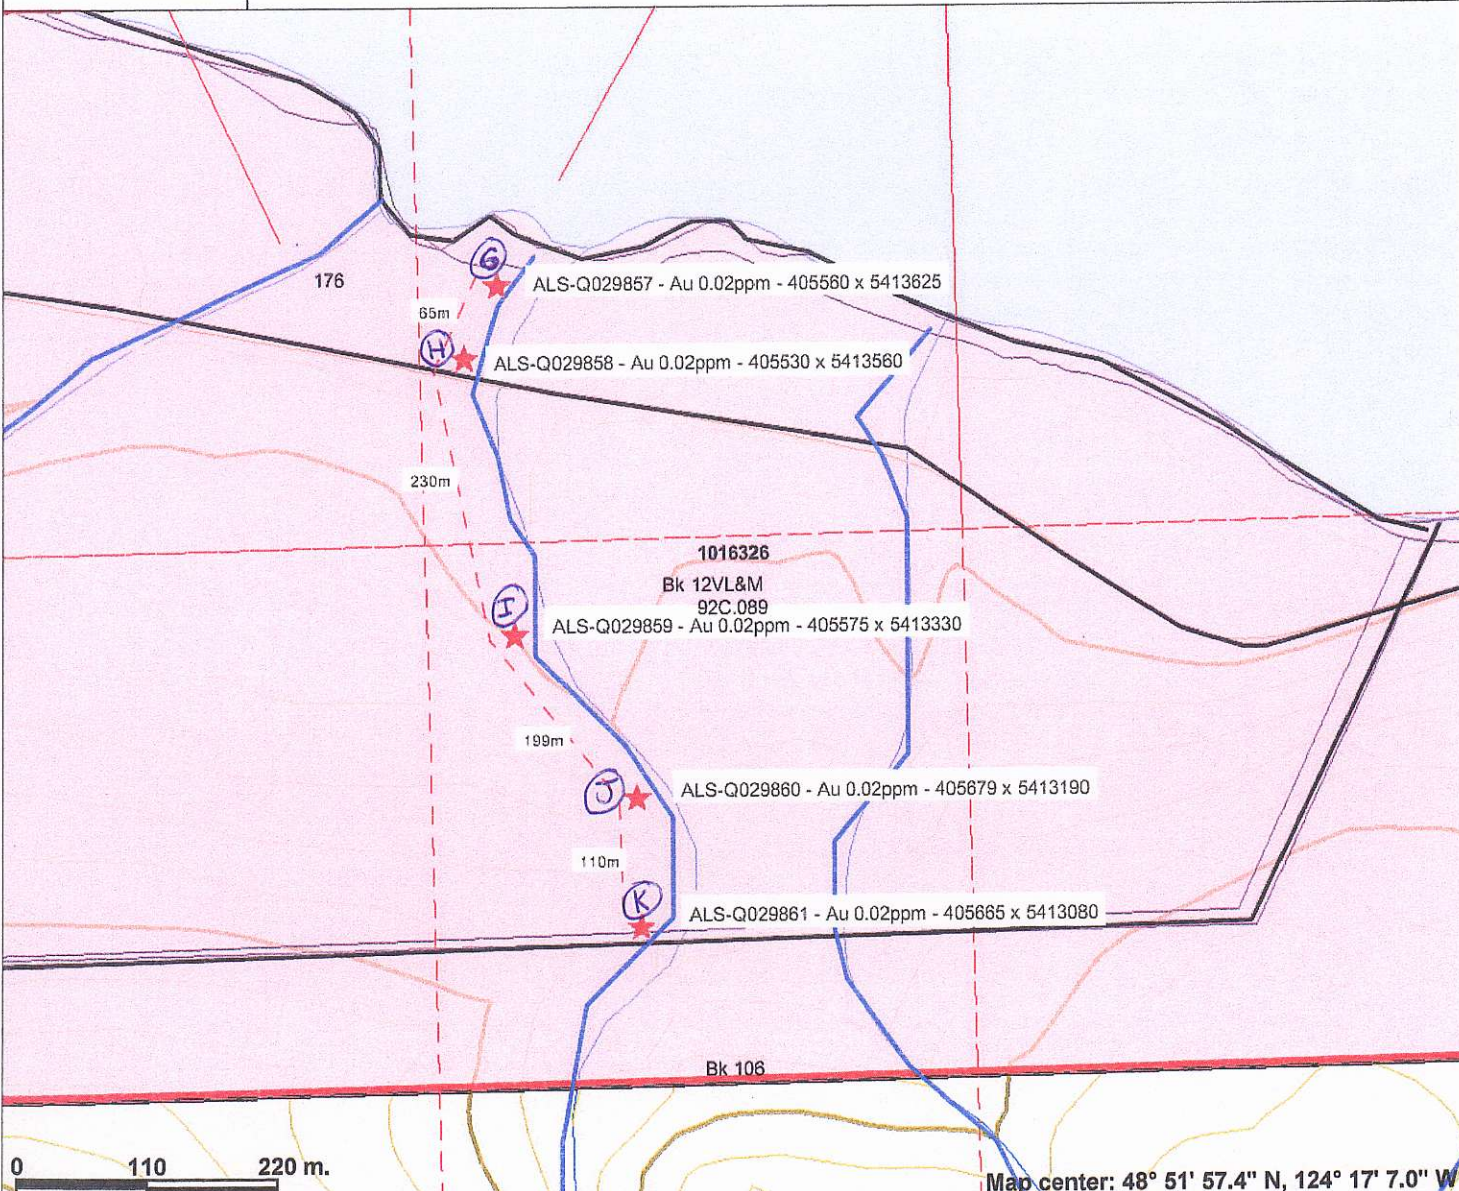 G
ALS-Q029857 - Au 0.02ppm - 405560 x 5413625
176
65m
H
ALS-Q029858 - Au 0.02ppm - 405530 x 5413560
230m
1016326
Bk 12VL&M
92C.089
I
ALS-Q029859 - Au 0.02ppm - 405575 x 5413330
199m
J
ALS-Q029860 - Au 0.02ppm - 405679 x 5413190
110m
K
ALS-Q029861 - Au 0.02ppm - 405665 x 5413080
Bk 106
0 110 220 m.
Map center: 48° 51' 57.4" N, 124° 17' 7.0" W